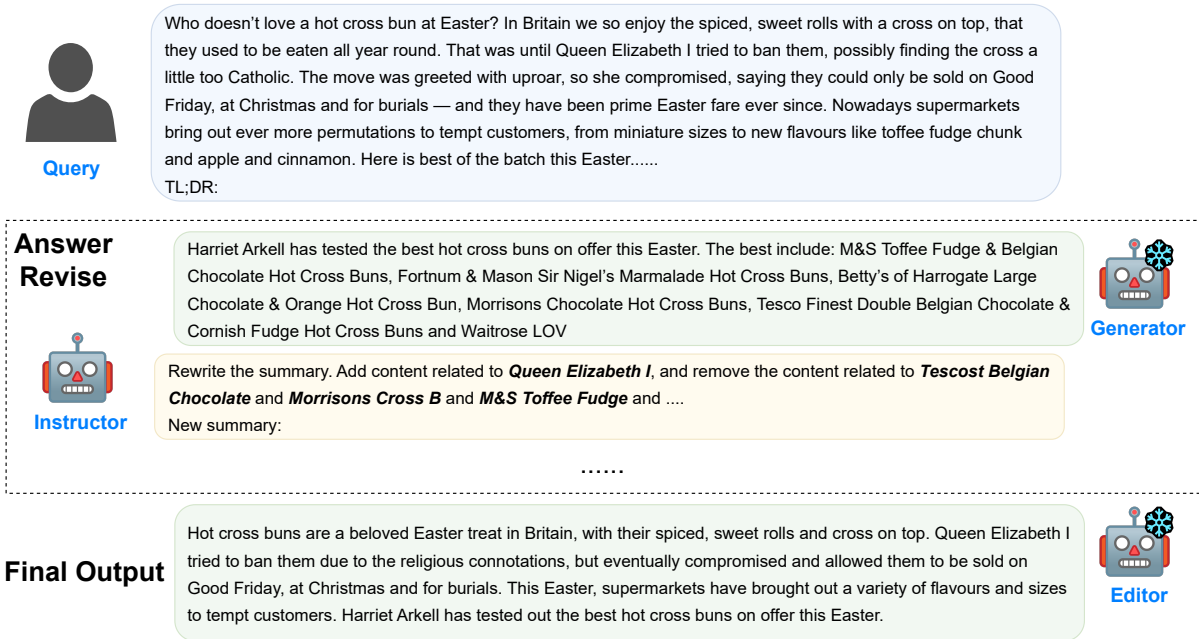 Who doesn’t love a hot cross bun at Easter? In Britain we so enjoy the spiced, sweet rolls with a cross on top, that
they used to be eaten all year round. That was until Queen Elizabeth I tried to ban them, possibly finding the cross a
little too Catholic. The move was greeted with uproar, so she compromised, saying they could only be sold on Good
Friday, at Christmas and for burials — and they have been prime Easter fare ever since. Nowadays supermarkets
bring out ever more permutations to tempt customers, from miniature sizes to new flavours like toffee fudge chunk
and apple and cinnamon. Here is best of the batch this Easter......
TL;DR:
Query
Answer
Revise
Harriet Arkell has tested the best hot cross buns on offer this Easter. The best include: M&S Toffee Fudge & Belgian
Chocolate Hot Cross Buns, Fortnum & Mason Sir Nigel’s Marmalade Hot Cross Buns, Betty’s of Harrogate Large
Chocolate & Orange Hot Cross Bun, Morrisons Chocolate Hot Cross Buns, Tesco Finest Double Belgian Chocolate &
Cornish Fudge Hot Cross Buns and Waitrose LOV
Generator
Rewrite the summary. Add content related to Queen Elizabeth I, and remove the content related to Tescost Belgian
Chocolate and Morrisons Cross B and M&S Toffee Fudge and ....
New summary:
Instructor
......
Final Output
Hot cross buns are a beloved Easter treat in Britain, with their spiced, sweet rolls and cross on top. Queen Elizabeth I
tried to ban them due to the religious connotations, but eventually compromised and allowed them to be sold on
Good Friday, at Christmas and for burials. This Easter, supermarkets have brought out a variety of flavours and sizes
to tempt customers. Harriet Arkell has tested out the best hot cross buns on offer this Easter.
Editor